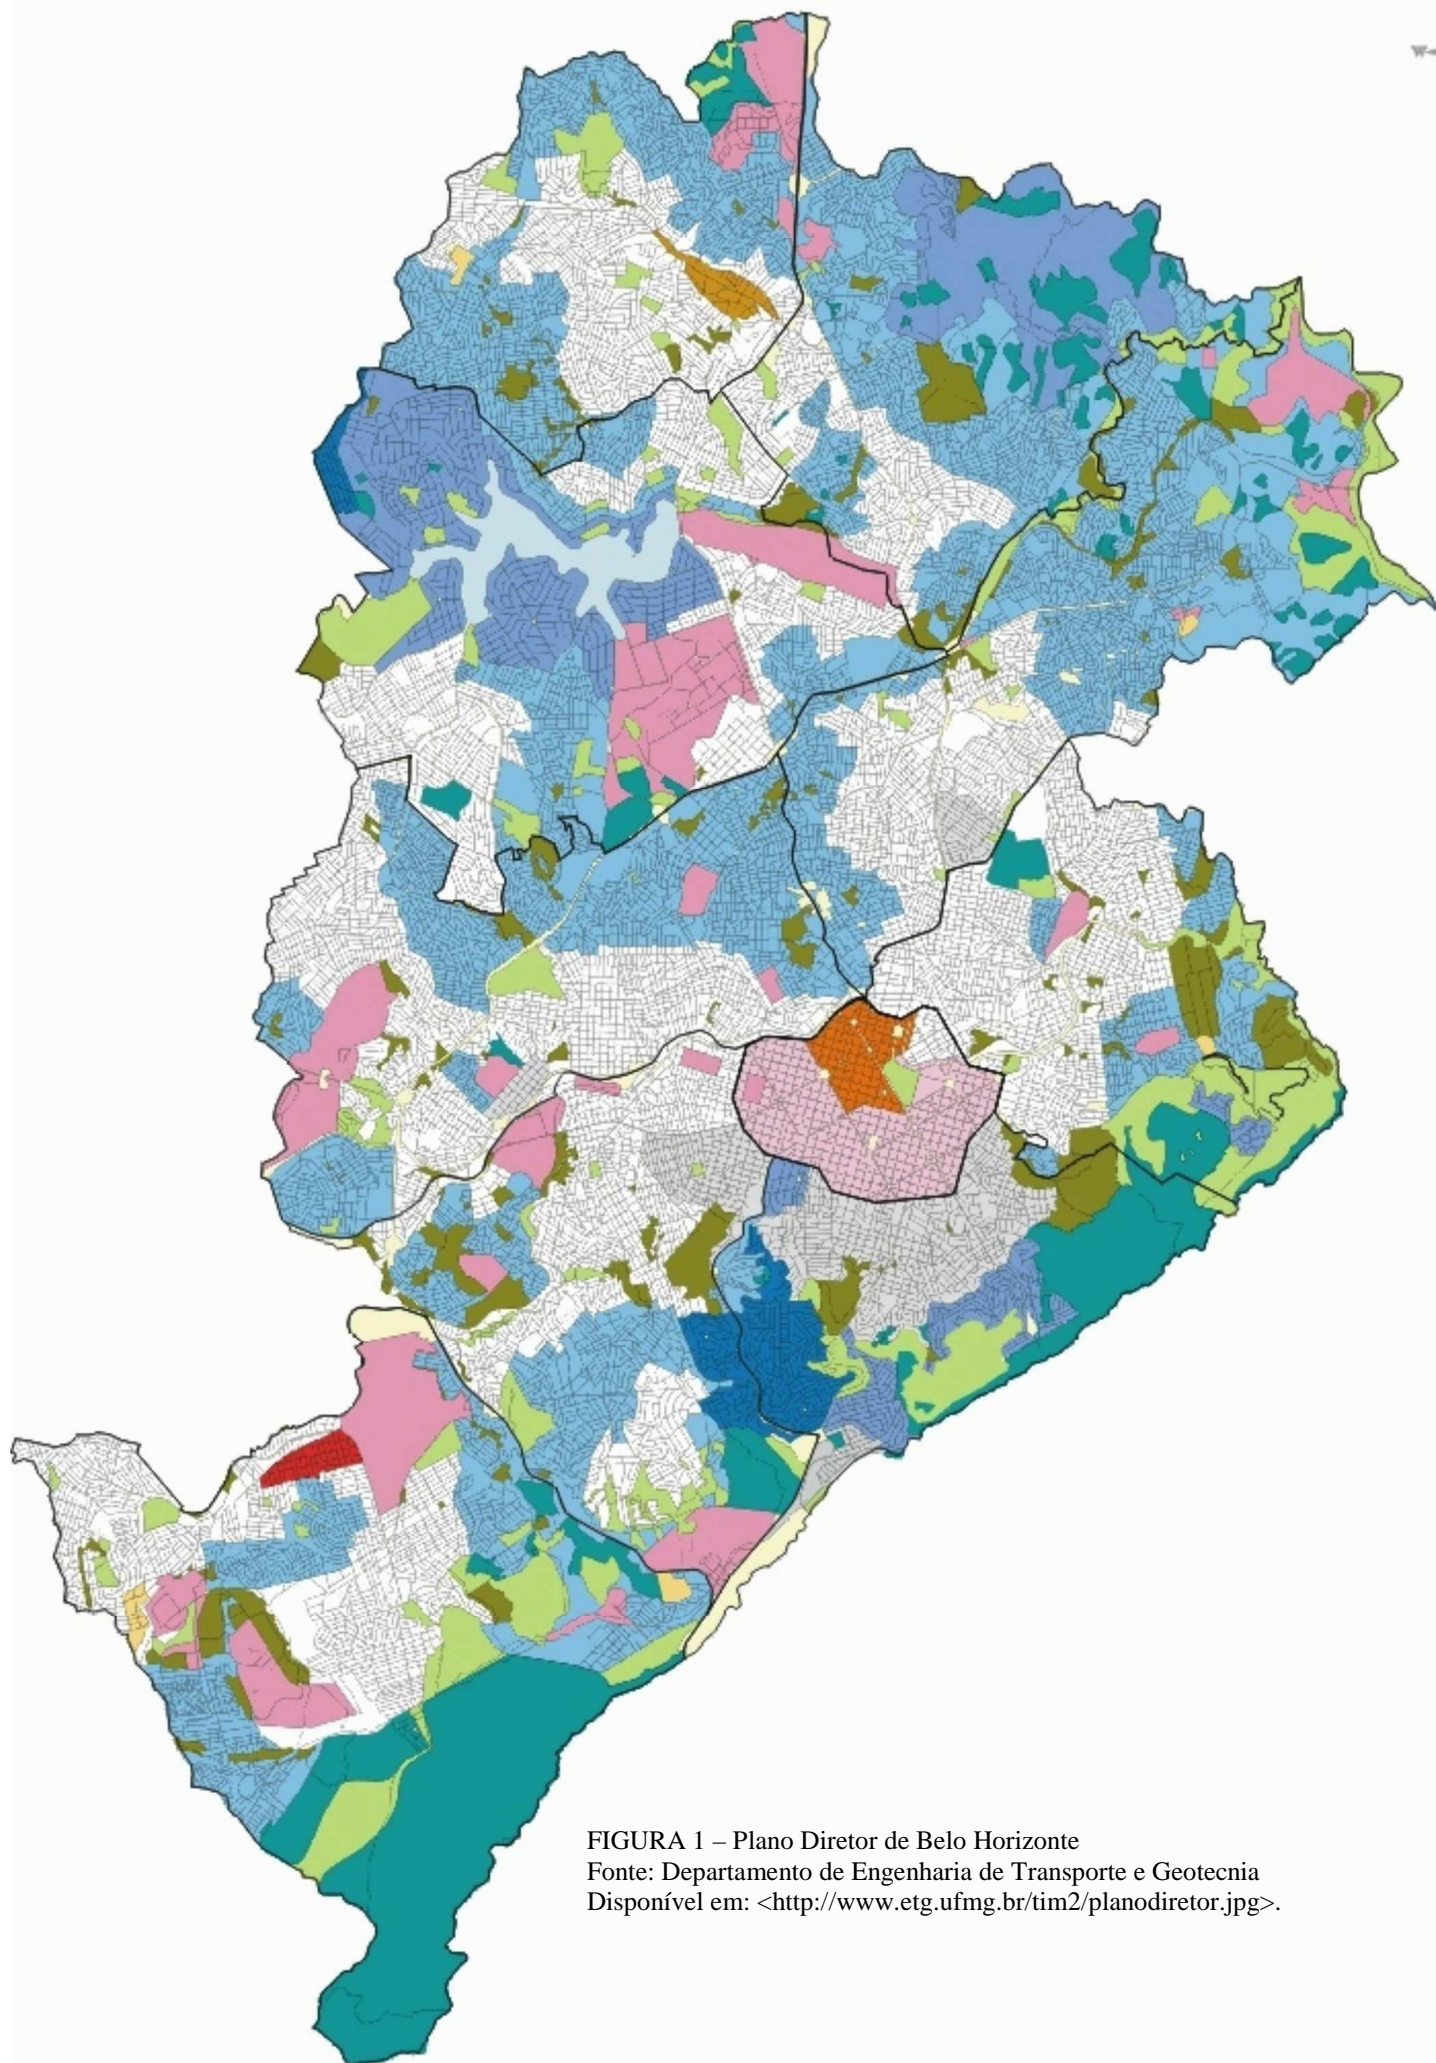 W
FIGURA 1 – Plano Diretor de Belo Horizonte
Fonte: Departamento de Engenharia de Transporte e Geotecnia
Disponível em: <http://www.etg.ufmg.br/tim2/planodiretor.jpg>.